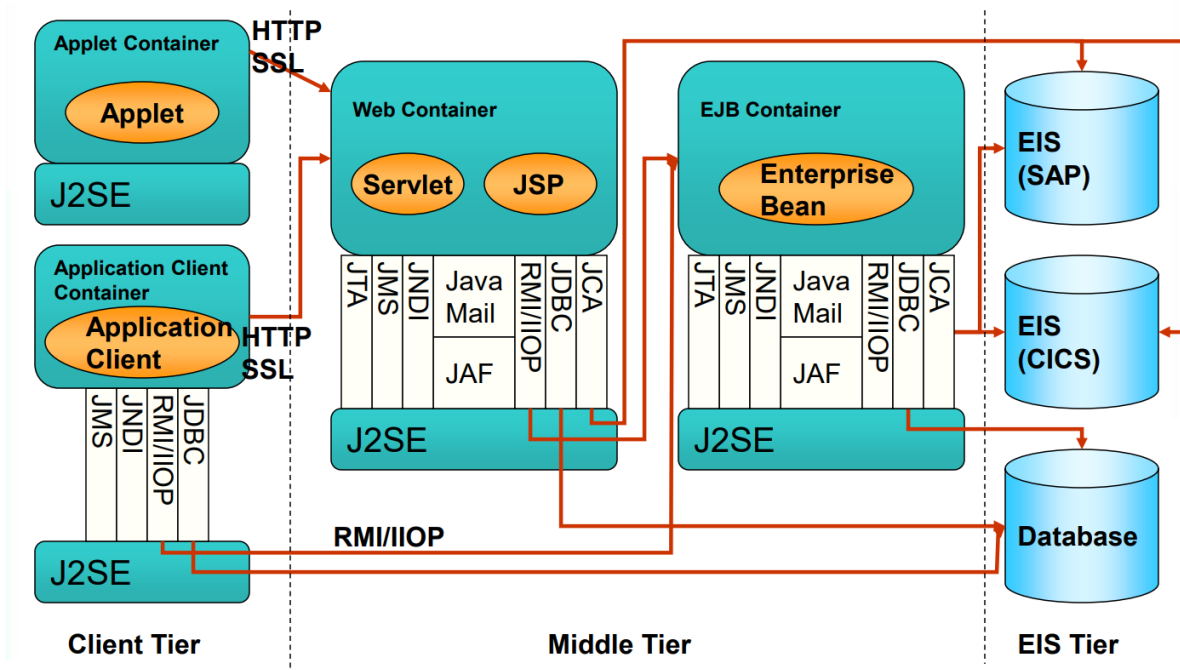 Applet Container
Applet
J2SE
HTTP
SSL
Application Client
Container
Application
Client
HTTP
SSL
JMS
JNDI
RMI/IIOP
JDBC
J2SE
Client Tier
Web Container
Servlet
JSP
JTA
JMS
JNDI
Java
Mail
JAF
RMI/IIOP
JDBC
JCA
J2SE
EJB Container
Enterprise
Bean
JTA
JMS
JNDI
Java
Mail
JAF
RMI/IIOP
JDBC
JCA
J2SE
RMI/IIOP
Middle Tier
EIS
(SAP)
EIS
(CICS)
Database
EIS Tier